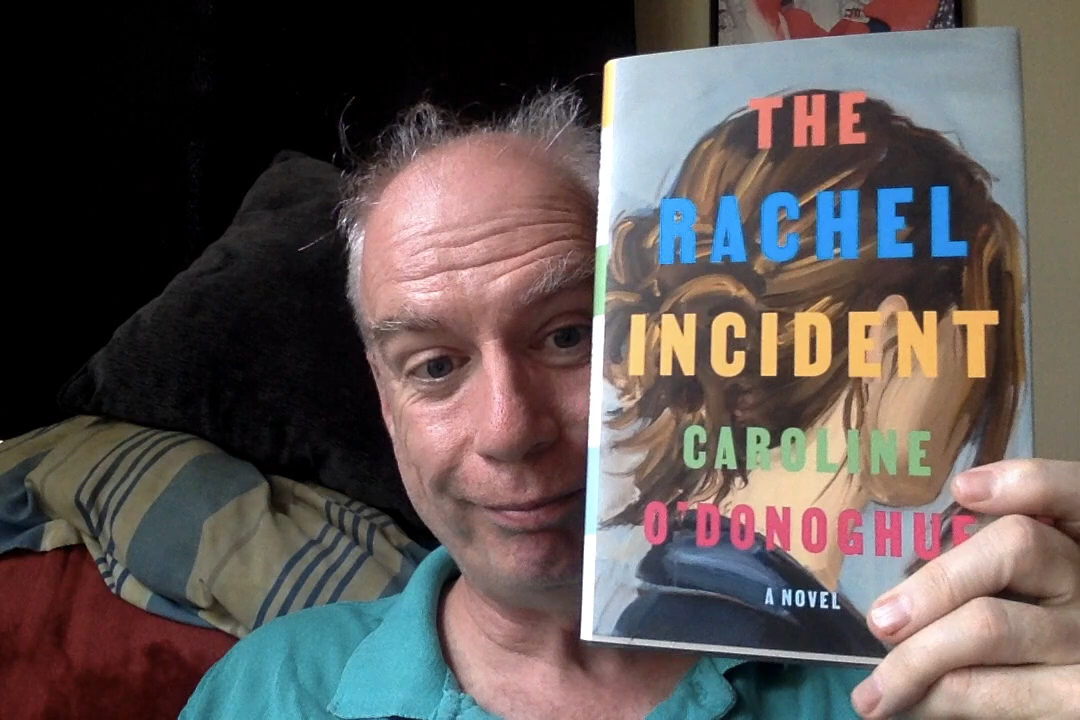 THE
RACHEL
INCIDENT
CAROLINE
O'DONOGHUE
A NOVEL